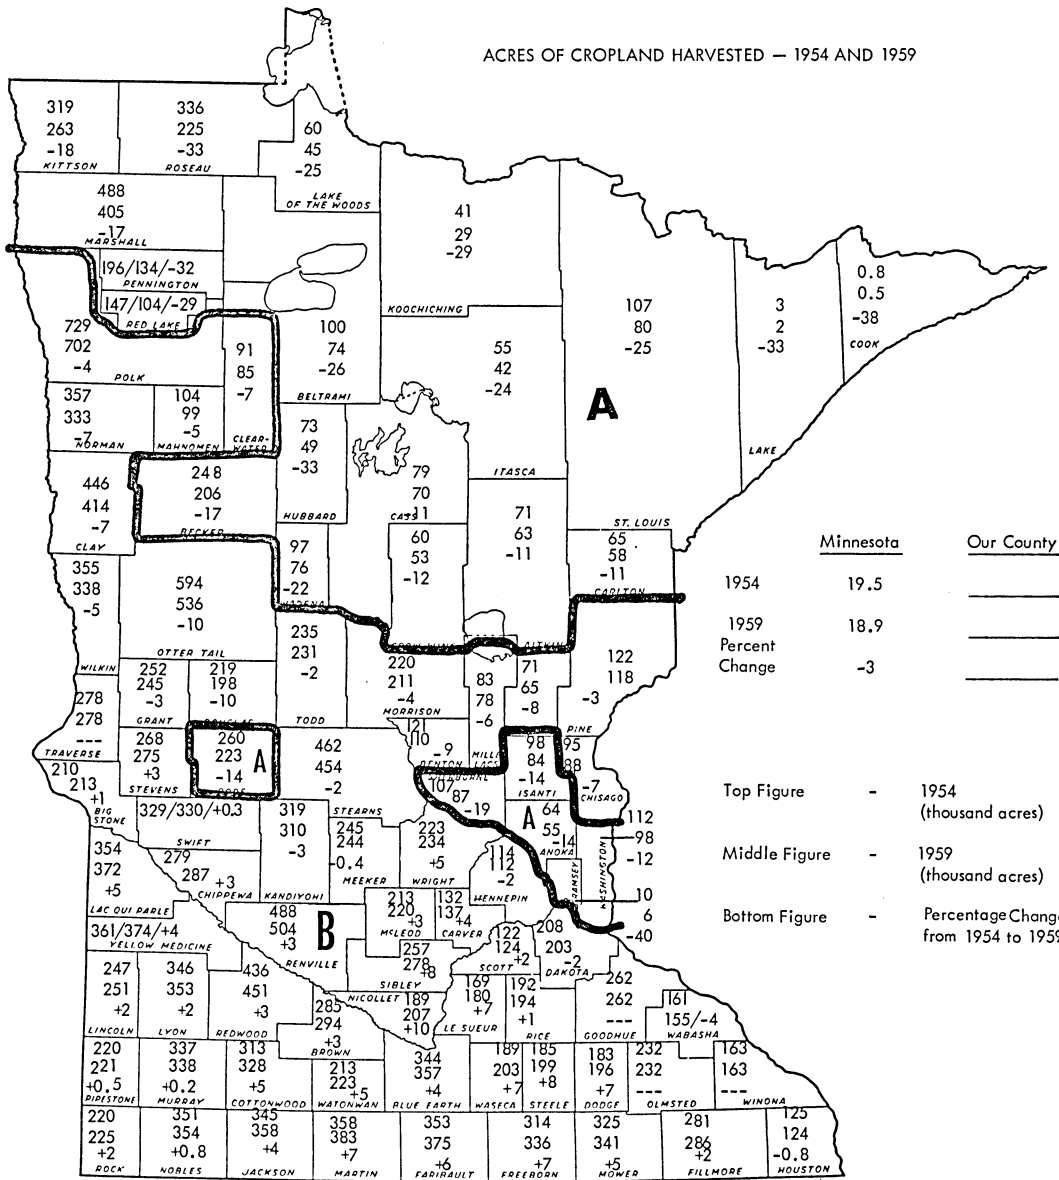 ACRES OF CROPLAND HARVESTED — 1954 AND 1959
319
263
-18
KITTSON
336
225
-33
ROSEAU
60
45
-25
LAKE
OF THE WOODS
488
405
-17
MARSHALL
196/134/-32
PENNINGTON
147/104/-29
RED LAKE
41
29
-29
KOOCHICHING
107
80
-25
ST. LOUIS
3
2
-33
LAKE
0.8
0.5
-38
COOK
729
702
-4
POLK
91
85
-7
CLEAR-
WATER
100
74
-26
BELTRAMI
55
42
-24
ITASCA
A
357
333
-7
NORMAN
104
99
-5
MAHNOMEN
73
49
-33
HUBBARD
79
70
-11
CASS
446
414
-7
CLAY
248
206
-17
BECKER
71
63
-11
AITKIN
60
53
-12
65
58
-11
CARLTON
97
76
-22
WADENA
355
338
-5
WILKIN
594
536
-10
OTTER TAIL
235
231
-2
TODD
220
211
-4
MORRISON
83
78
-6
MILLE
LACS
71
65
-8
122
118
-3
PINE
252
245
-3
GRANT
219
198
-10
DOUGLAS
278
278
---
TRAVERSE
268
275
+3
STEVENS
260
223
-14
POPE
A
462
454
-2
STEARNS
121
110
-9
BENTON
107
87
-19
SHERBURNE
98
84
-14
ISANTI
95
88
-7
CHISAGO
210
213
+1
BIG
STONE
329/330/+0.3
SWIFT
319
310
-3
KANDIYOHI
245
244
-0.4
MEEKER
223
234
+5
WRIGHT
64
55
-14
ANOKA
A
112
98
-12
WASHINGTON
10
6
-40
RAMSEY
354
372
+5
LAC QUI PARLE
279
287
+3
CHIPPEWA
114
112
-2
HENNEPIN
488
504
+3
RENVILLE
B
213
220
+3
McLEOD
132
137
+4
CARVER
361/374/+4
YELLOW MEDICINE
257
278
+8
SIBLEY
122
124
+2
SCOTT
208
203
-2
DAKOTA
247
251
+2
LINCOLN
346
353
+2
LYON
436
451
+3
REDWOOD
285
294
+3
BROWN
NICOLLET
189
207
+10
169
180
+7
LE SUEUR
192
194
+1
RICE
262
262
---
GOODHUE
161
155/-4
WABASHA
220
221
+0.5
PIPESTONE
337
338
+0.2
MURRAY
313
328
+5
COTTONWOOD
213
223
+5
WATONWAN
344
357
+4
BLUE EARTH
189
203
+7
WASECA
185
199
+8
STEELE
183
196
+7
DODGE
232
232
---
OLMSTED
163
163
---
WINONA
220
225
+2
ROCK
351
354
+0.8
NOBLES
345
358
+4
JACKSON
358
383
+7
MARTIN
353
375
+6
FARIBAULT
314
336
+7
FREEBORN
325
341
+5
MOWER
281
286
+2
FILLMORE
125
124
-0.8
HOUSTON
Minnesota Our County
1954 19.5
1959 18.9
Percent
Change -3
Top Figure - 1954
(thousand acres)
Middle Figure - 1959
(thousand acres)
Bottom Figure - Percentage Change
from 1954 to 1959